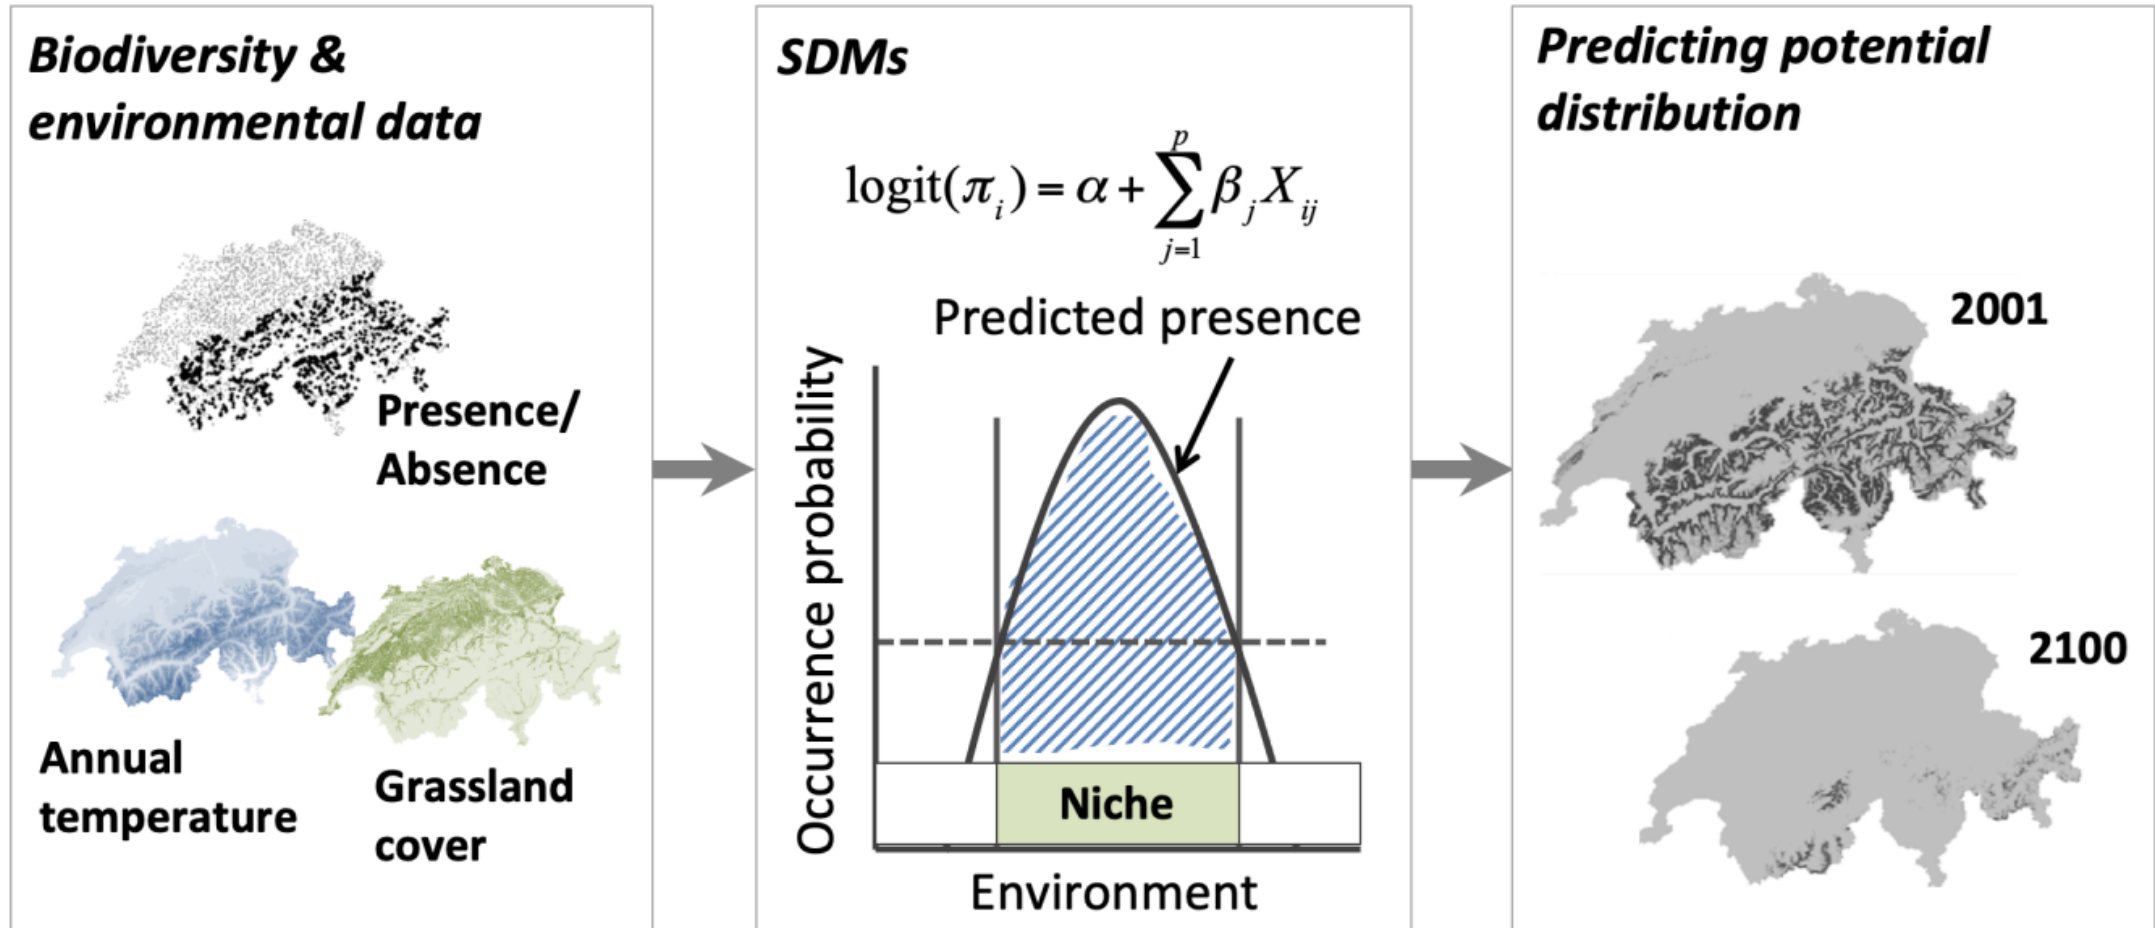 Biodiversity &
environmental data
Presence/
Absence
Annual
temperature
Grassland
cover
SDMs
logit(πᵢ) = α + ∑ⱼ₌₁ᵖ βⱼXᵢⱼ
Predicted presence
Occurrence probability
Niche
Environment
Predicting potential
distribution
2001
2100